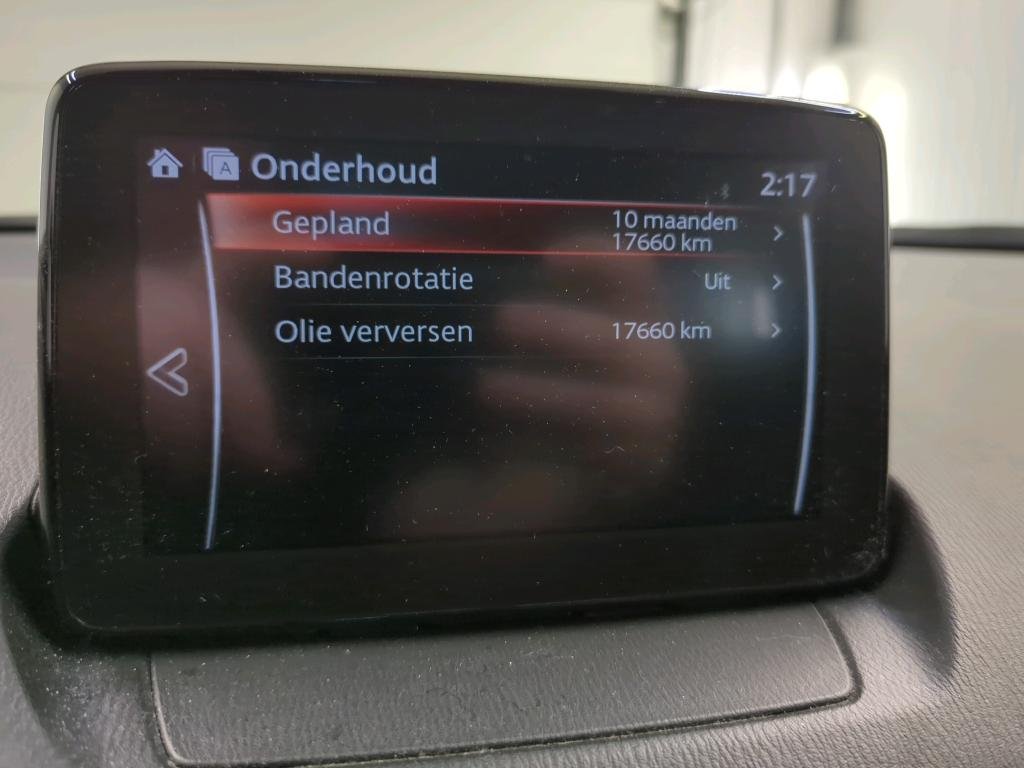 A Onderhoud 2:17
Gepland 10 maanden
17660 km
Bandenrotatie Uit
Olie verversen 17660 km